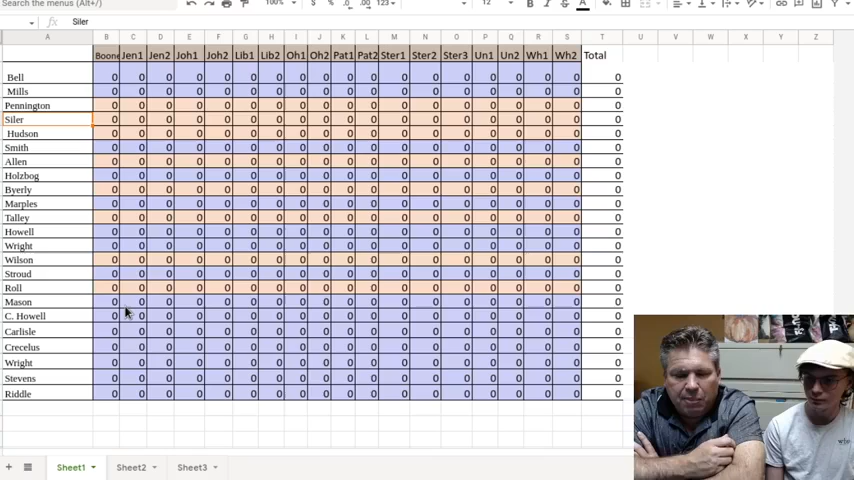 Search the menus (Alt+/)
100% $ % .0 .00 123 12
fx Siler
A B C D E F G H I J K L M N O P Q R S T U V W X Y Z
Boone Jen1 Jen2 Joh1 Joh2 Lib1 Lib2 Oh1 Oh2 Pat1 Pat2 Ster1 Ster2 Ster3 Un1 Un2 Wh1 Wh2 Total
Bell 0 0 0 0 0 0 0 0 0 0 0 0 0 0 0 0 0 0 0
Mills 0 0 0 0 0 0 0 0 0 0 0 0 0 0 0 0 0 0 0
Pennington 0 0 0 0 0 0 0 0 0 0 0 0 0 0 0 0 0 0 0
Siler 0 0 0 0 0 0 0 0 0 0 0 0 0 0 0 0 0 0 0
Hudson 0 0 0 0 0 0 0 0 0 0 0 0 0 0 0 0 0 0 0
Smith 0 0 0 0 0 0 0 0 0 0 0 0 0 0 0 0 0 0 0
Allen 0 0 0 0 0 0 0 0 0 0 0 0 0 0 0 0 0 0 0
Holzbog 0 0 0 0 0 0 0 0 0 0 0 0 0 0 0 0 0 0 0
Byerly 0 0 0 0 0 0 0 0 0 0 0 0 0 0 0 0 0 0 0
Marples 0 0 0 0 0 0 0 0 0 0 0 0 0 0 0 0 0 0 0
Talley 0 0 0 0 0 0 0 0 0 0 0 0 0 0 0 0 0 0 0
Howell 0 0 0 0 0 0 0 0 0 0 0 0 0 0 0 0 0 0 0
Wright 0 0 0 0 0 0 0 0 0 0 0 0 0 0 0 0 0 0 0
Wilson 0 0 0 0 0 0 0 0 0 0 0 0 0 0 0 0 0 0 0
Stroud 0 0 0 0 0 0 0 0 0 0 0 0 0 0 0 0 0 0 0
Roll 0 0 0 0 0 0 0 0 0 0 0 0 0 0 0 0 0 0 0
Mason 0 0 0 0 0 0 0 0 0 0 0 0 0 0 0 0 0 0 0
C. Howell 0 0 0 0 0 0 0 0 0 0 0 0 0 0 0 0 0 0 0
Carlisle 0 0 0 0 0 0 0 0 0 0 0 0 0 0 0 0 0 0 0
Crecelus 0 0 0 0 0 0 0 0 0 0 0 0 0 0 0 0 0 0 0
Wright 0 0 0 0 0 0 0 0 0 0 0 0 0 0 0 0 0 0 0
Stevens 0 0 0 0 0 0 0 0 0 0 0 0 0 0 0 0 0 0 0
Riddle 0 0 0 0 0 0 0 0 0 0 0 0 0 0 0 0 0 0 0
Sheet1 Sheet2 Sheet3